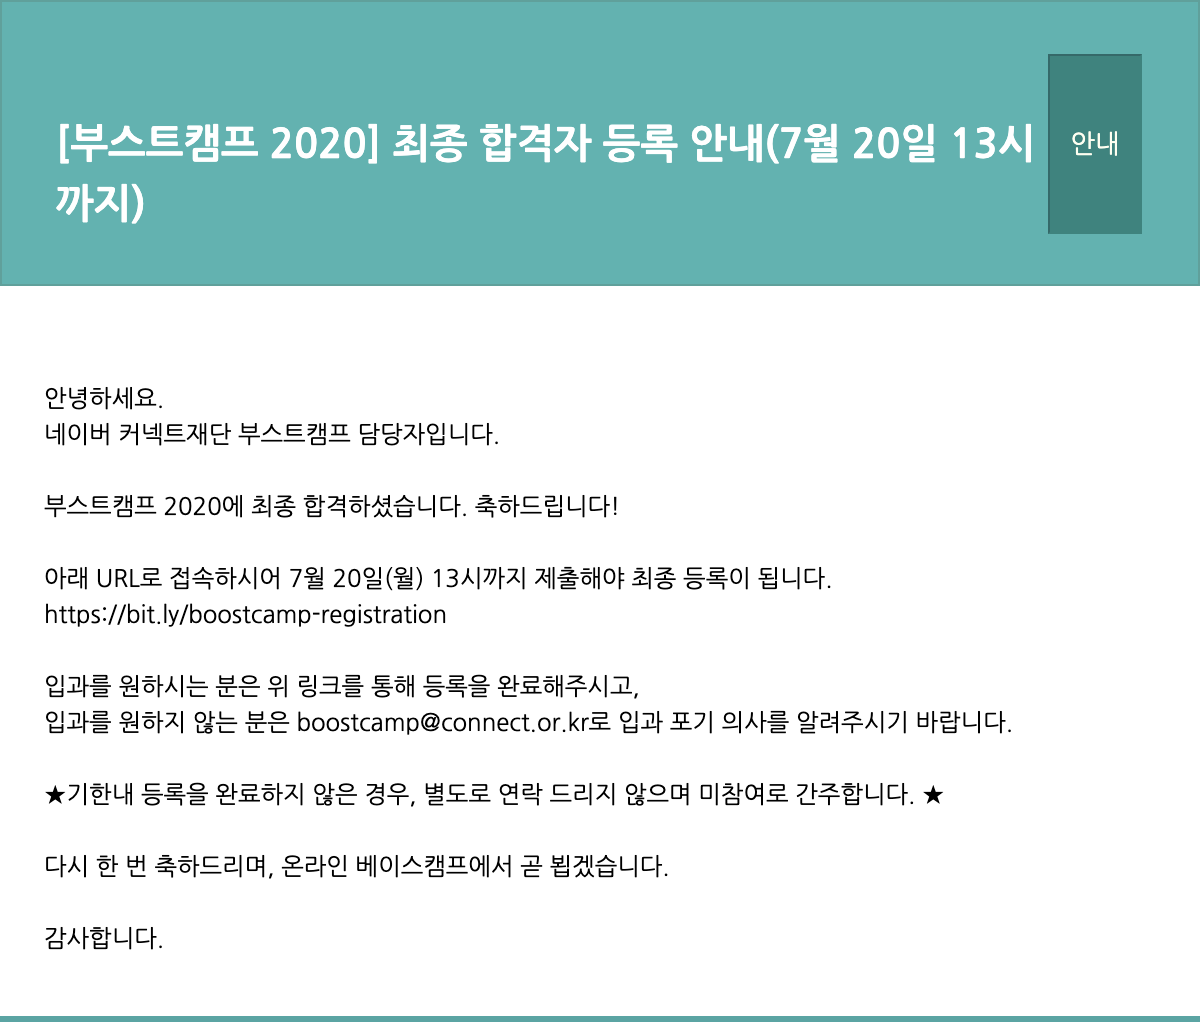 [부스트캠프 2020] 최종 합격자 등록 안내(7월 20일 13시
까지)
안내
안녕하세요.
네이버 커넥트재단 부스트캠프 담당자입니다.
부스트캠프 2020에 최종 합격하셨습니다. 축하드립니다!
아래 URL로 접속하시어 7월 20일(월) 13시까지 제출해야 최종 등록이 됩니다.
https://bit.ly/boostcamp-registration
입과를 원하시는 분은 위 링크를 통해 등록을 완료해주시고,
입과를 원하지 않는 분은 boostcamp@connect.or.kr로 입과 포기 의사를 알려주시기 바랍니다.
★기한내 등록을 완료하지 않은 경우, 별도로 연락 드리지 않으며 미참여로 간주합니다. ★
다시 한 번 축하드리며, 온라인 베이스캠프에서 곧 뵙겠습니다.
감사합니다.